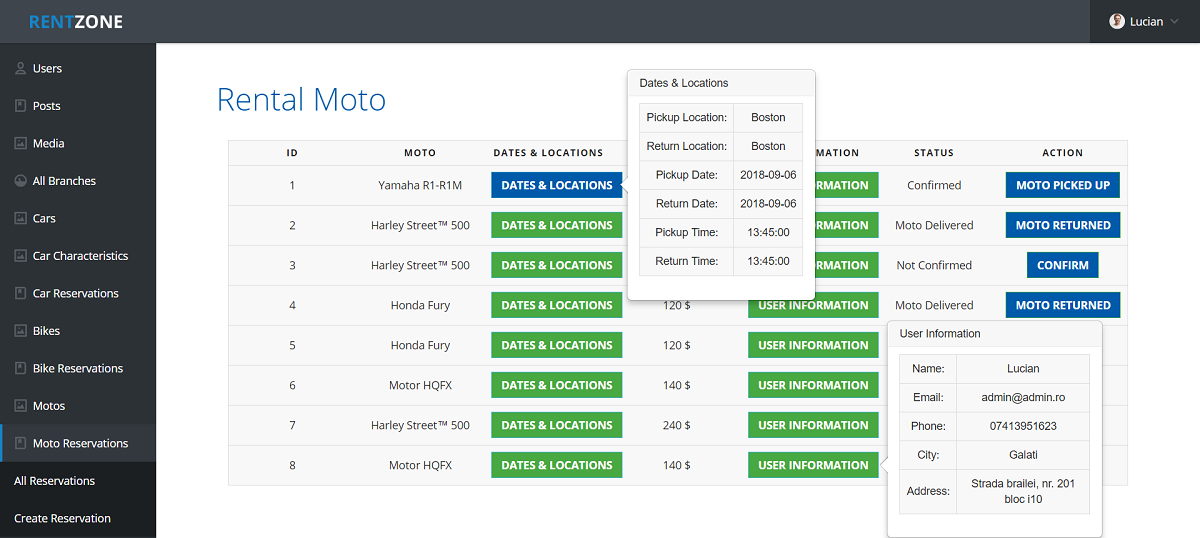 RENTZONE
Lucian
Users
Posts
Media
All Branches
Cars
Car Characteristics
Car Reservations
Bikes
Bike Reservations
Motos
Moto Reservations
All Reservations
Create Reservation
Rental Moto
ID MOTO DATES & LOCATIONS MATION STATUS ACTION
1 Yamaha R1-R1M DATES & LOCATIONS RMATION Confirmed MOTO PICKED UP
2 Harley Street™ 500 DATES & LOCATIONS RMATION Moto Delivered MOTO RETURNED
3 Harley Street™ 500 DATES & LOCATIONS RMATION Not Confirmed CONFIRM
4 Honda Fury DATES & LOCATIONS 120 $ USER INFORMATION Moto Delivered MOTO RETURNED
5 Honda Fury DATES & LOCATIONS 120 $ USER INFORMATION
6 Motor HQFX DATES & LOCATIONS 140 $ USER INFORMATION
7 Harley Street™ 500 DATES & LOCATIONS 240 $ USER INFORMATION
8 Motor HQFX DATES & LOCATIONS 140 $ USER INFORMATION
Dates & Locations
Pickup Location: Boston
Return Location: Boston
Pickup Date: 2018-09-06
Return Date: 2018-09-06
Pickup Time: 13:45:00
Return Time: 13:45:00
User Information
Name: Lucian
Email: admin@admin.ro
Phone: 07413951623
City: Galati
Address: Strada brailei, nr. 201
bloc i10